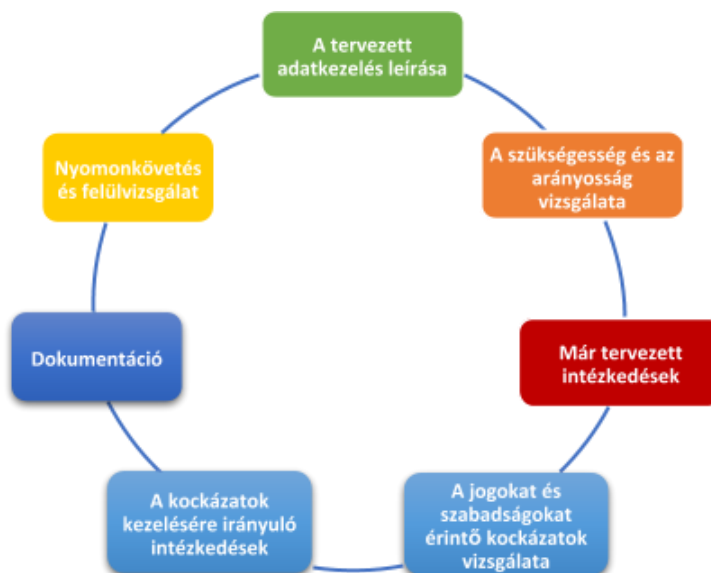 A tervezett
adatkezelés leírása
A szükségesség és az
arányosság
vizsgálata
Már tervezett
intézkedések
A jogokat és
szabadságokat
érintő kockázatok
vizsgálata
A kockázatok
kezelésére irányuló
intézkedések
Dokumentáció
Nyomonkövetés
és felülvizsgálat